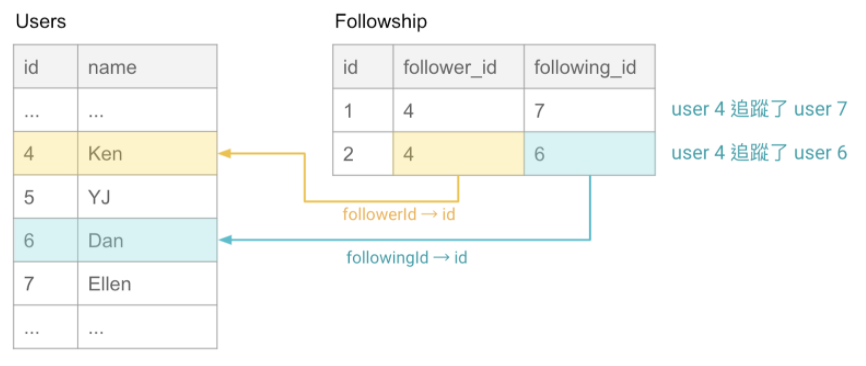 Users
id name
... ...
4 Ken
5 YJ
6 Dan
7 Ellen
... ...
Followship
id follower_id following_id
1 4 7 user 4 追蹤了 user 7
2 4 6 user 4 追蹤了 user 6
followerId → id
followingId → id